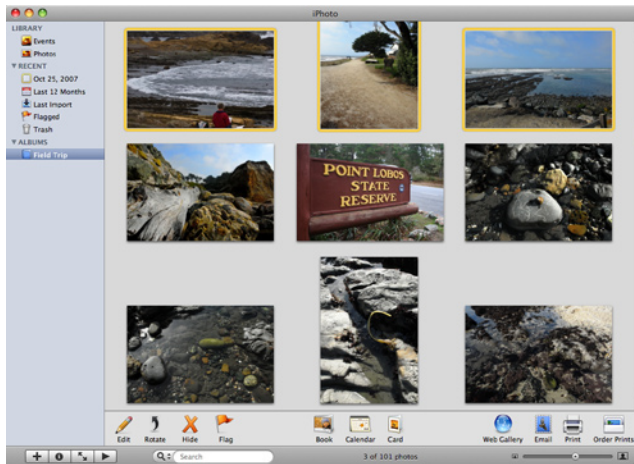 iPhoto
LIBRARY
Events
Photos
RECENT
Oct 25, 2007
Last 12 Months
Last Import
Flagged
Trash
ALBUMS
Field Trip
POINT LOBOS
STATE
RESERVE
Edit
Rotate
Hide
Flag
Book
Calendar
Card
Web Gallery
Email
Print
Order Prints
Search
3 of 101 photos